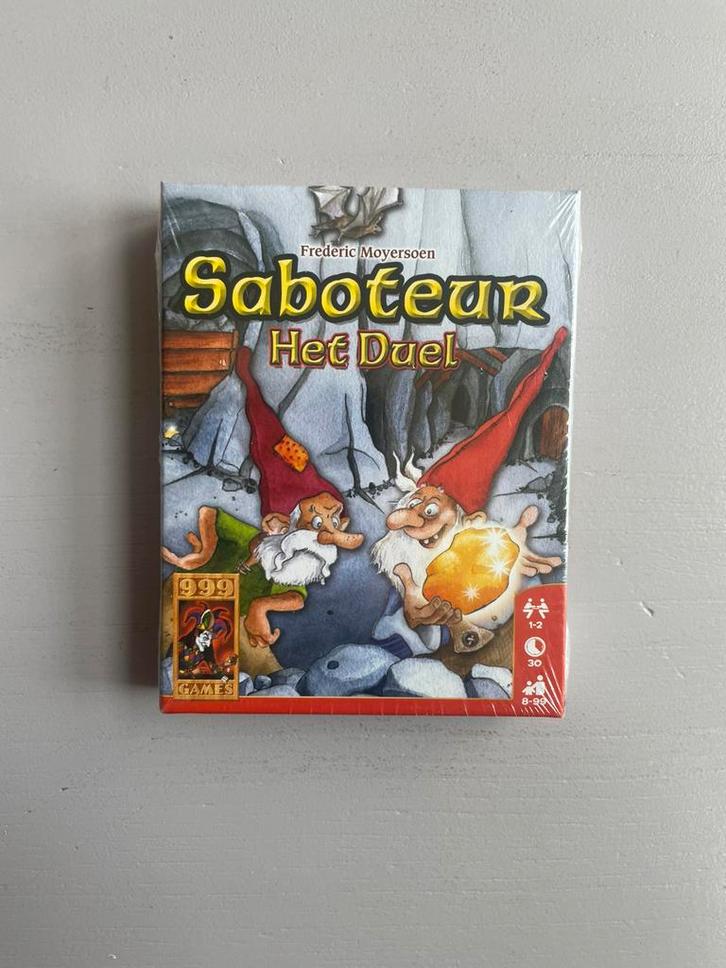 Frederic Moyersoen
Saboteur
Het Duel
999
GAMES
1-2
30
8-99